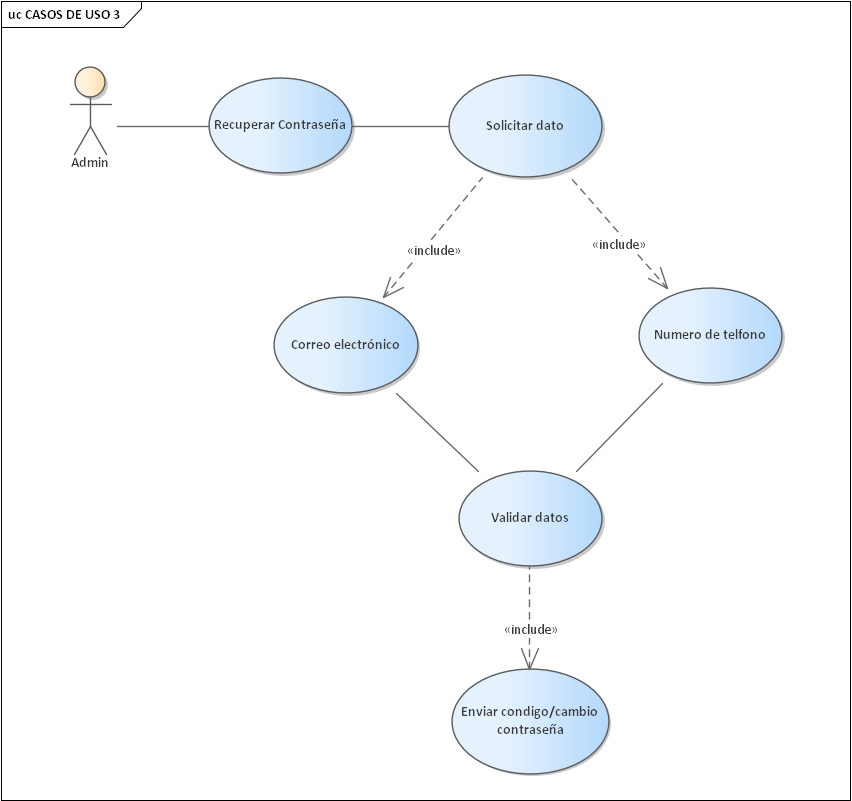 uc CASOS DE USO 3
Recuperar Contraseña
Solicitar dato
Admin
«include»
«include»
Correo electrónico
Numero de telfono
Validar datos
«include»
Enviar condigo/cambio
contraseña